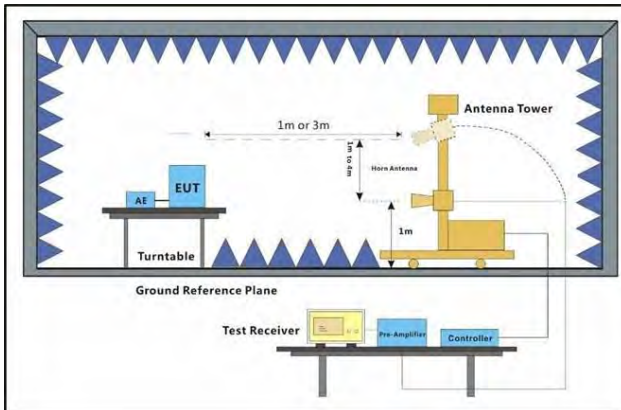 1m or 3m
Antenna Tower
1m to 4m
Horn Antenna
EUT
AE
1m
Turntable
Ground Reference Plane
Test Receiver
Pre-Amplifier
Controller